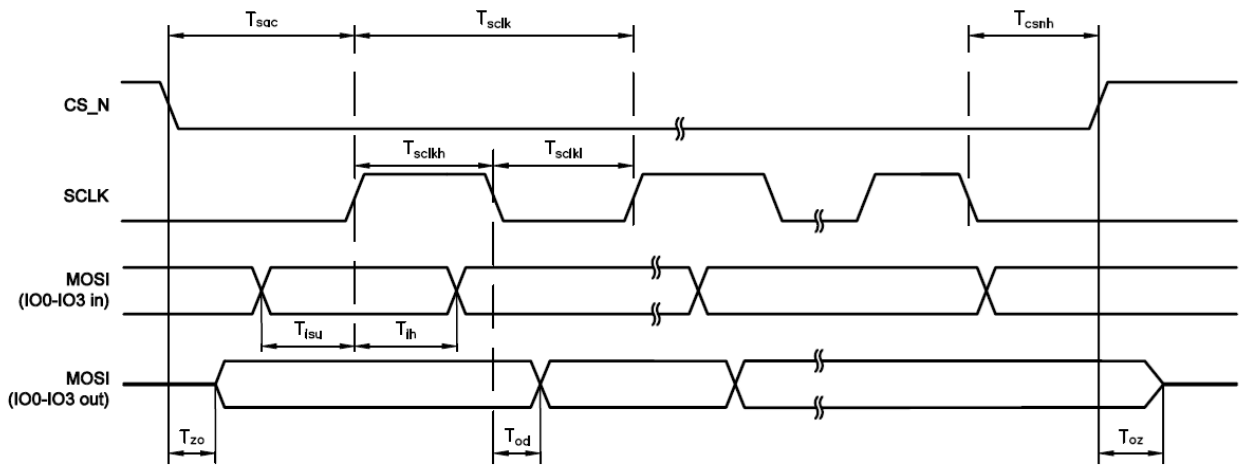 Tsac Tsclk Tcsnh
CS_N
Tsclkh Tsclkl
SCLK
MOSI
(IO0-IO3 in)
Tisu Tih
MOSI
(IO0-IO3 out)
Tzo Tod Toz